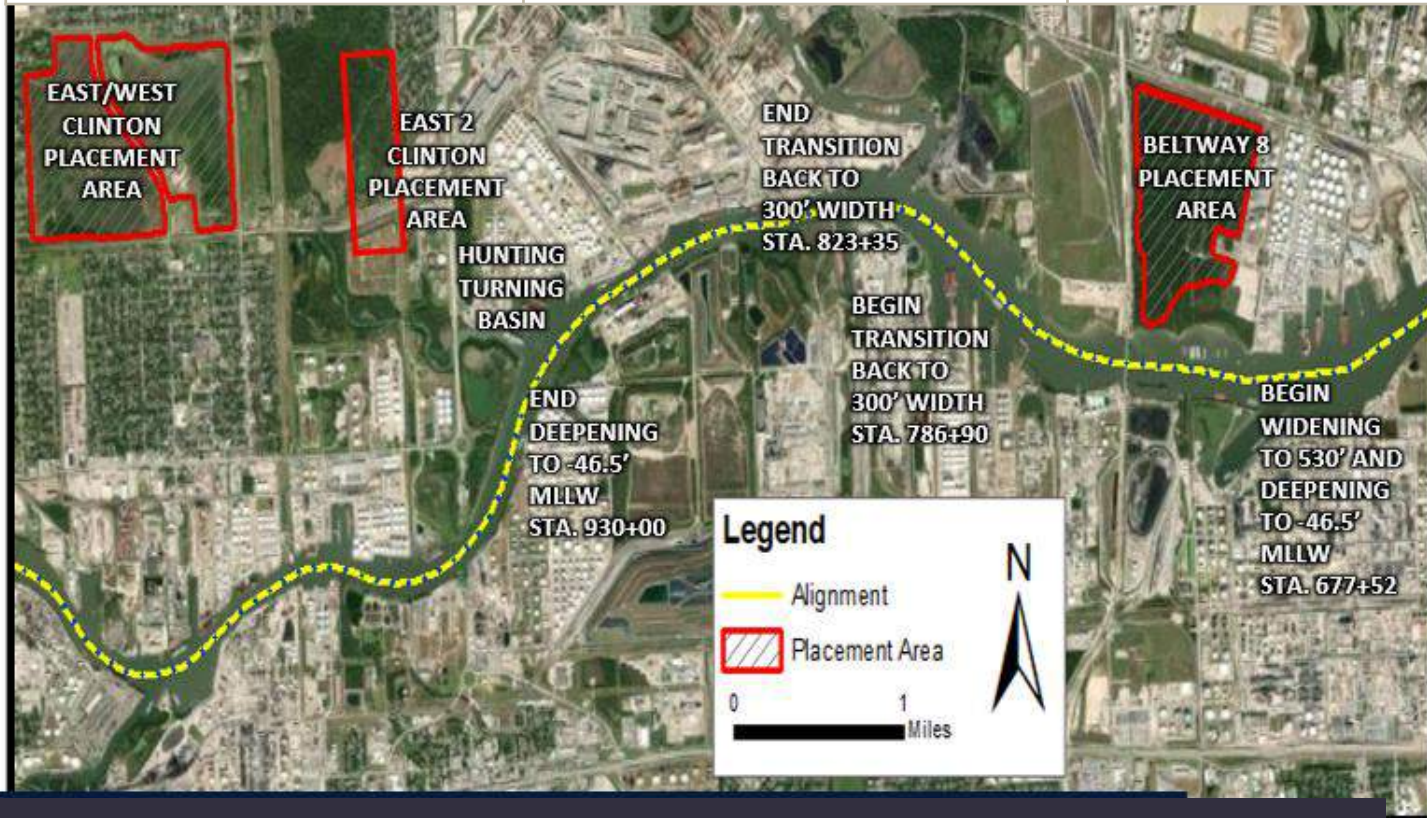 EAST/WEST
CLINTON
PLACEMENT
AREA
EAST 2
CLINTON
PLACEMENT
AREA
HUNTING
TURNING
BASIN
END
TRANSITION
BACK TO
300' WIDTH
STA. 823+35
BELTWAY 8
PLACEMENT
AREA
BEGIN
TRANSITION
BACK TO
300' WIDTH
STA. 786+90
END
DEEPENING
TO -46.5'
MLLW
STA. 930+00
BEGIN
WIDENING
TO 530' AND
DEEPENING
TO -46.5'
MLLW
STA. 677+52
Legend
Alignment
Placement Area
0 1
Miles
N